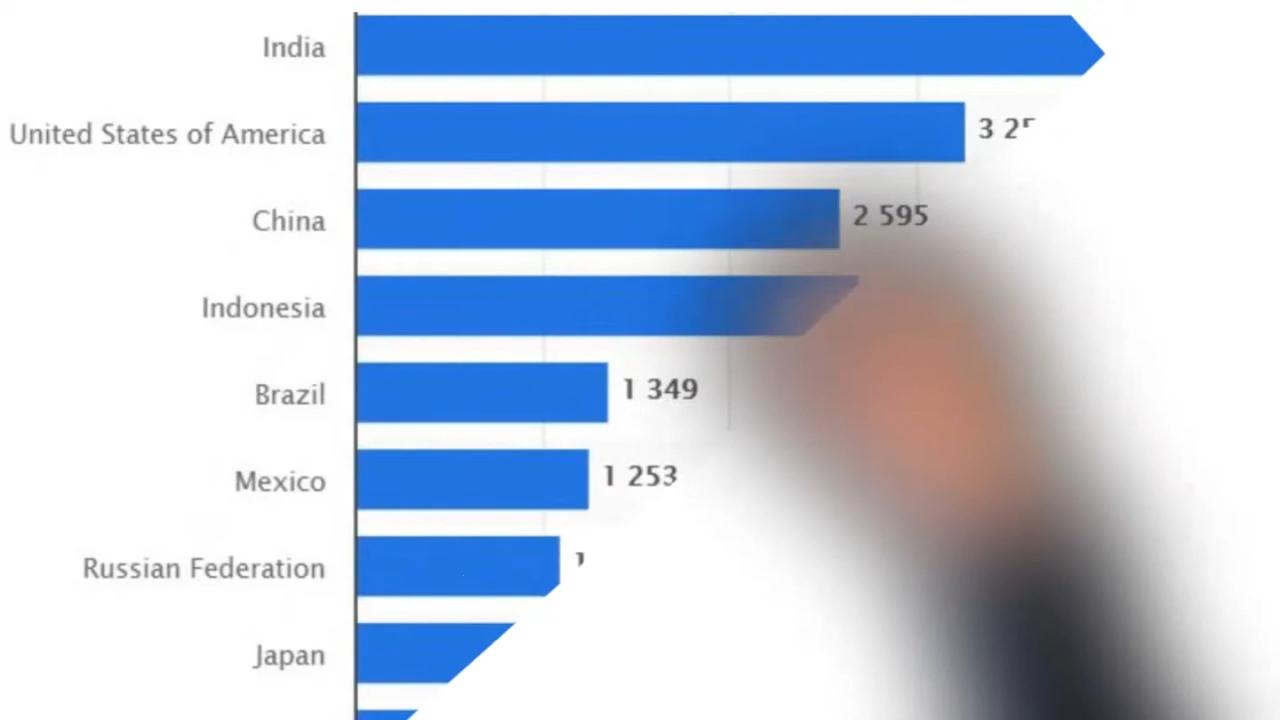 India
United States of America
China 2 595
Indonesia
Brazil 1 349
Mexico 1 253
Russian Federation
Japan